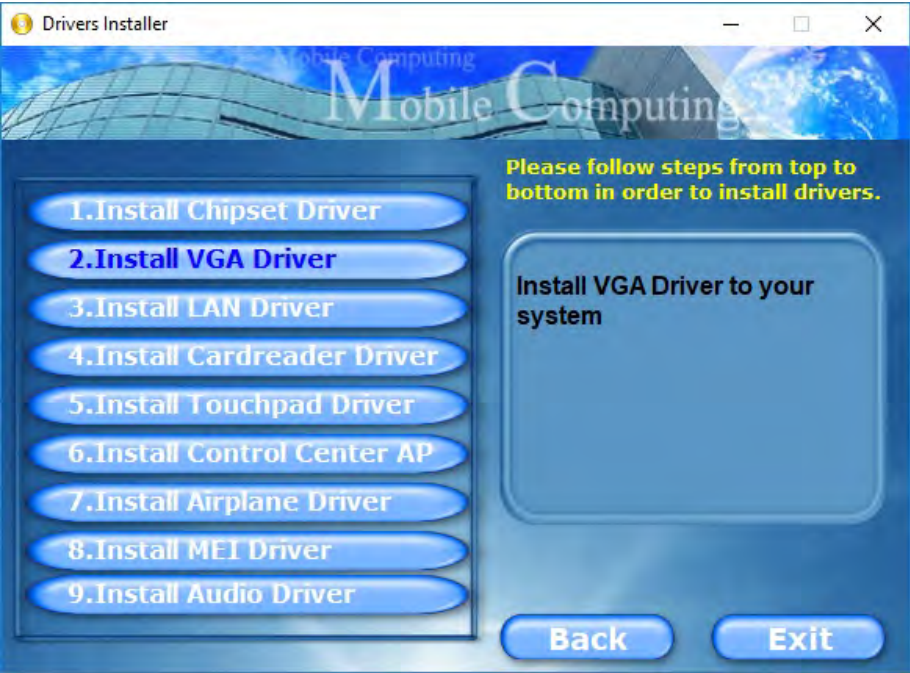 Drivers Installer
Mobile Computing
Mobile Computing
Please follow steps from top to
bottom in order to install drivers.
1.Install Chipset Driver
2.Install VGA Driver
3.Install LAN Driver
4.Install Cardreader Driver
5.Install Touchpad Driver
6.Install Control Center AP
7.Install Airplane Driver
8.Install MEI Driver
9.Install Audio Driver
Install VGA Driver to your
system
Back
Exit